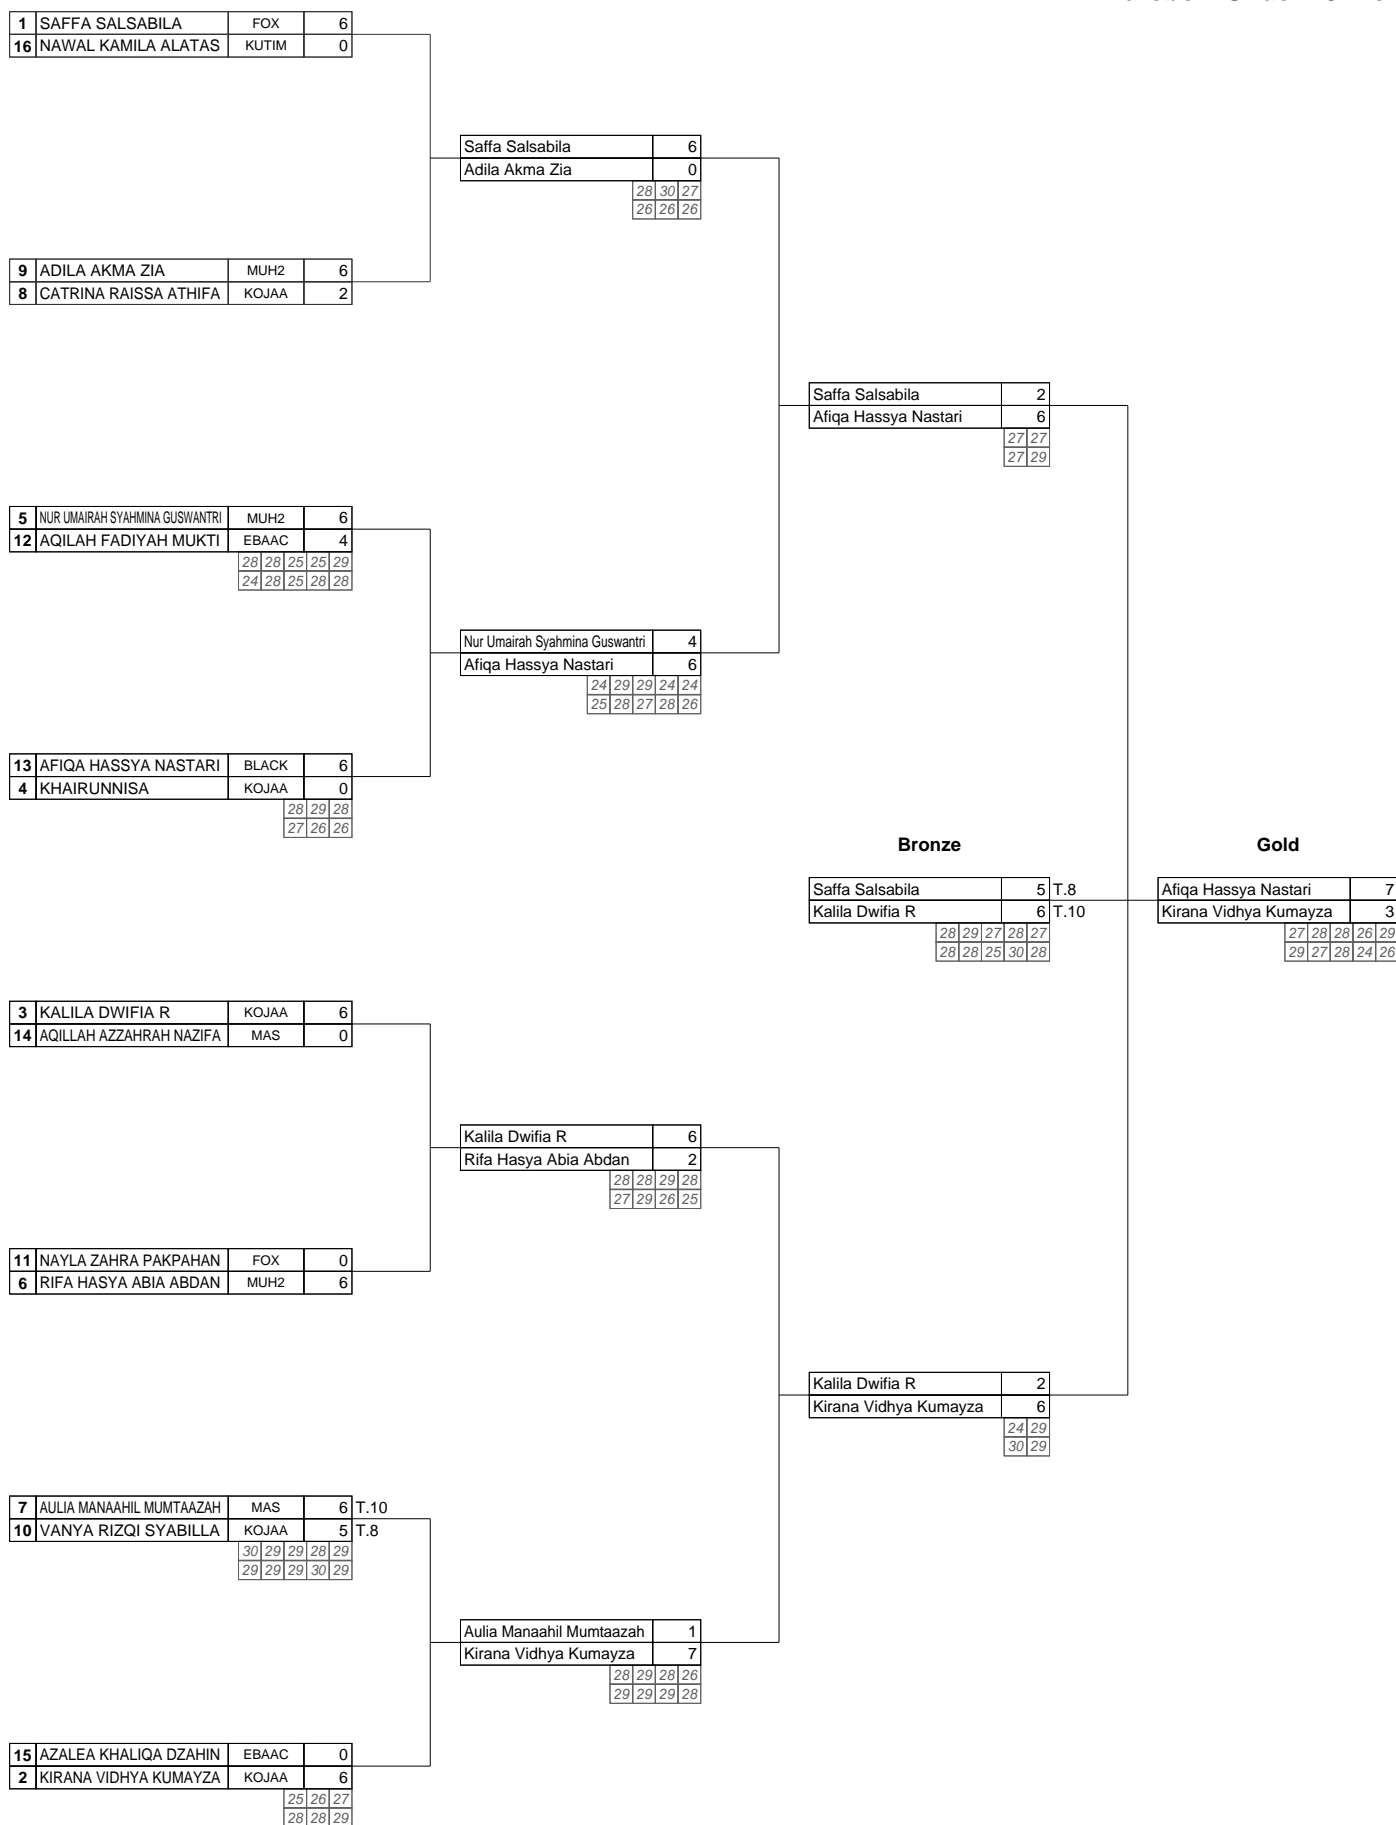 1 SAFFA SALSABILA FOX 6
16 NAWAL KAMILA ALATAS KUTIM 0
Saffa Salsabila 6
Adila Akma Zia 0
28 30 27
26 26 26
9 ADILA AKMA ZIA MUH2 6
8 CATRINA RAISSA ATHIFA KOJAA 2
Saffa Salsabila 2
Afiqa Hassya Nastari 6
27 27
27 29
5 NUR UMAIRAH SYAHMINA GUSWANTRI MUH2 6
12 AQILAH FADIYAH MUKTI EBAAC 4
28 28 25 25 29
24 28 25 28 28
Nur Umairah Syahmina Guswantri 4
Afiqa Hassya Nastari 6
24 29 29 24 24
25 28 27 28 26
13 AFIQA HASSYA NASTARI BLACK 6
4 KHAIRUNNISA KOJAA 0
28 29 28
27 26 26
Bronze Gold
Saffa Salsabila 5 T.8 Afiqa Hassya Nastari 7
Kalila Dwifia R 6 T.10 Kirana Vidhya Kumayza 3
28 29 27 28 27 27 28 28 26 29
28 28 25 30 28 29 27 28 24 26
3 KALILA DWIFIA R KOJAA 6
14 AQILLAH AZZAHRAH NAZIFA MAS 0
Kalila Dwifia R 6
Rifa Hasya Abia Abdan 2
28 28 29 28
27 29 26 25
11 NAYLA ZAHRA PAKPAHAN FOX 0
6 RIFA HASYA ABIA ABDAN MUH2 6
Kalila Dwifia R 2
Kirana Vidhya Kumayza 6
24 29
30 29
7 AULIA MANAAHIL MUMTAAZAH MAS 6 T.10
10 VANYA RIZQI SYABILLA KOJAA 5 T.8
30 29 29 28 29
29 29 29 30 29
Aulia Manaahil Mumtaazah 1
Kirana Vidhya Kumayza 7
28 29 28 26
29 29 29 28
15 AZALEA KHALIQA DZAHIN EBAAC 0
2 KIRANA VIDHYA KUMAYZA KOJAA 6
25 26 27
28 28 29